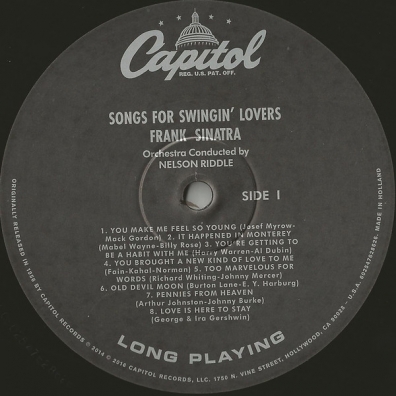 Capitol
REG. U.S. PAT. OFF.
SONGS FOR SWINGIN' LOVERS
FRANK SINATRA
Orchestra Conducted by
NELSON RIDDLE
SIDE 1
1. YOU MAKE ME FEEL SO YOUNG (Josef Myrow-
Mack Gordon) 2. IT HAPPENED IN MONTEREY
(Mabel Wayne-Billy Rose) 3. YOU'RE GETTING TO
BE A HABIT WITH ME (Harry Warren-Al Dubin)
4. YOU BROUGHT A NEW KIND OF LOVE TO ME
(Fain-Kahal-Norman) 5. TOO MARVELOUS FOR
WORDS (Richard Whiting-Johnny Mercer)
6. OLD DEVIL MOON (Burton Lane-E. Y. Harburg)
7. PENNIES FROM HEAVEN
(Arthur Johnston-Johnny Burke)
8. LOVE IS HERE TO STAY
(George & Ira Gershwin)
LONG PLAYING
ORIGINALLY RELEASED IN 1956 BY CAPITOL RECORDS ℗ 2016 © 2016 CAPITOL RECORDS, LLC. 1750 N. VINE STREET, HOLLYWOOD, CA 90028 - U.S.A. MADE IN HOLLAND